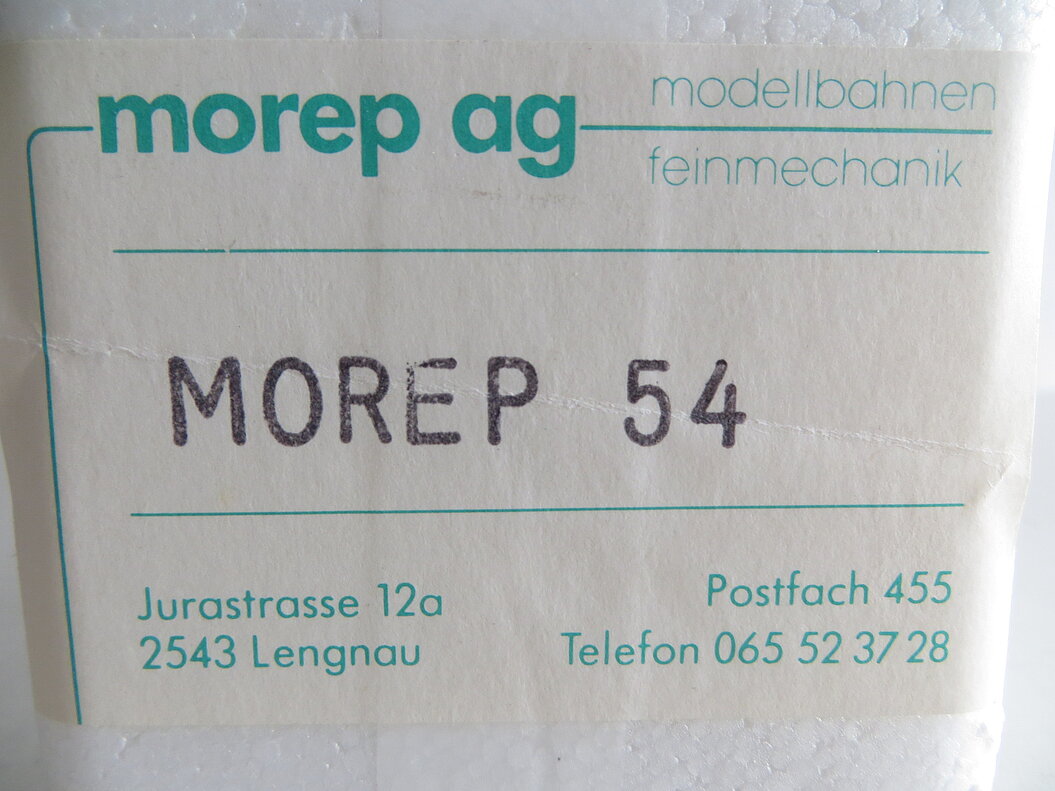 morep ag
modellbahnen
feinmechanik
MOREP 54
Jurastrasse 12a
2543 Lengnau
Postfach 455
Telefon 065 52 37 28